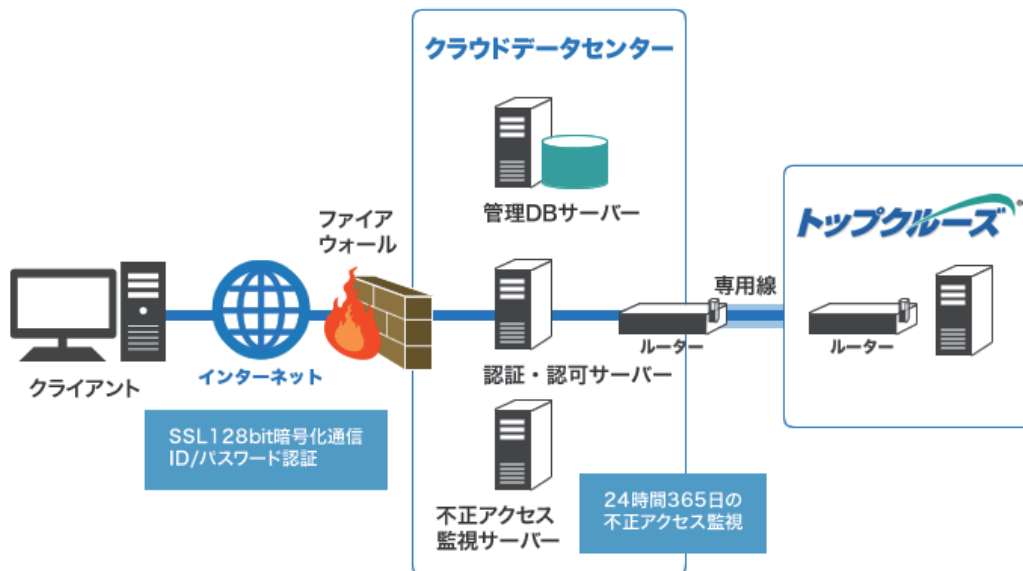 クラウドデータセンター
管理DBサーバー
ファイア
ウォール
トップクルーズ
専用線
ルーター
ルーター
クライアント
インターネット
認証・認可サーバー
SSL128bit暗号化通信
ID/パスワード認証
不正アクセス
監視サーバー
24時間365日の
不正アクセス監視